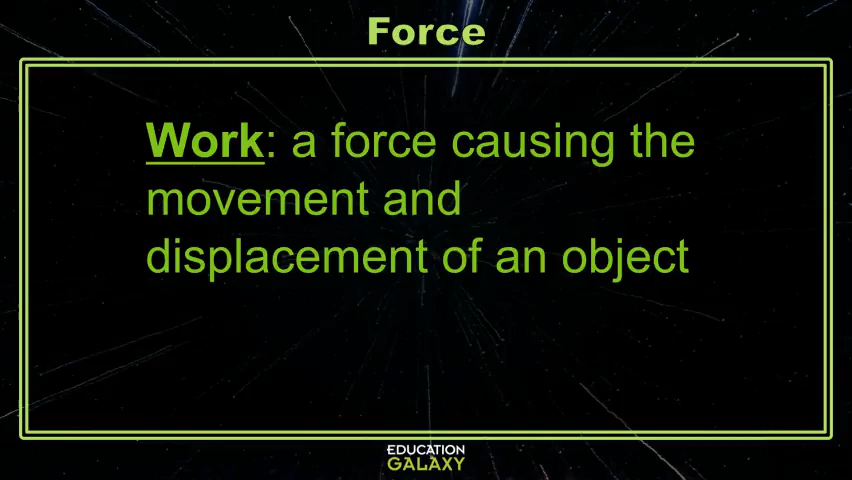 Force
Work: a force causing the
movement and
displacement of an object
EDUCATION
GALAXY